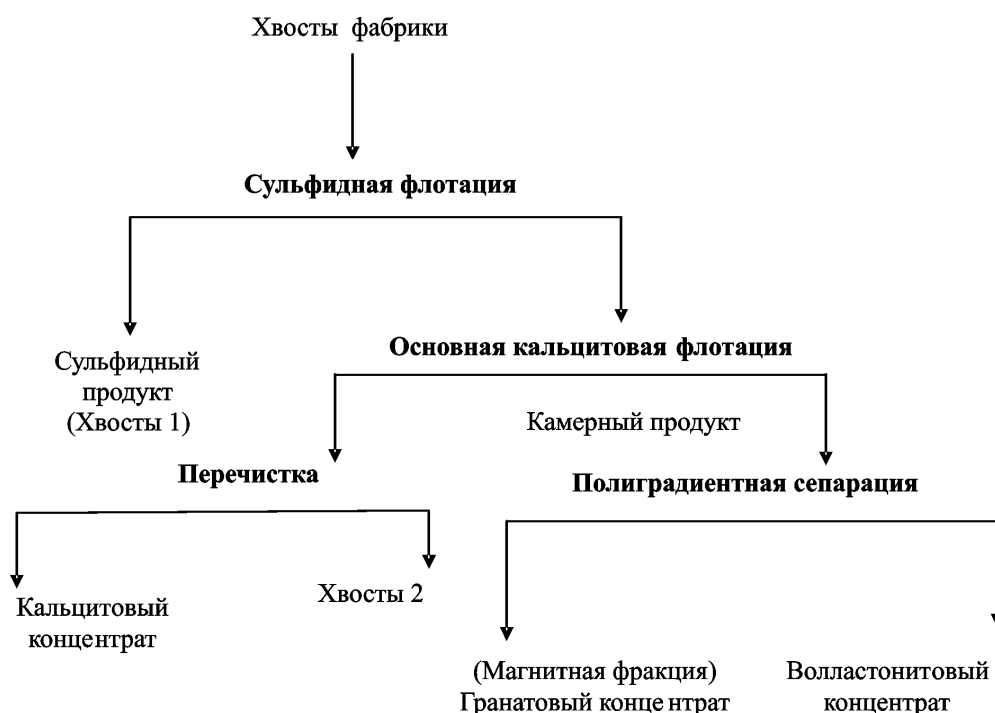 Хвосты фабрики
Сульфидная флотация
Основная кальцитовая флотация
Сульфидный
продукт
(Хвосты 1)
Камерный продукт
Перечистка
Полиградиентная сепарация
Хвосты 2
Кальцитовый
концентрат
(Магнитная фракция)
Гранатовый концентрат
Волластонитовый
концентрат